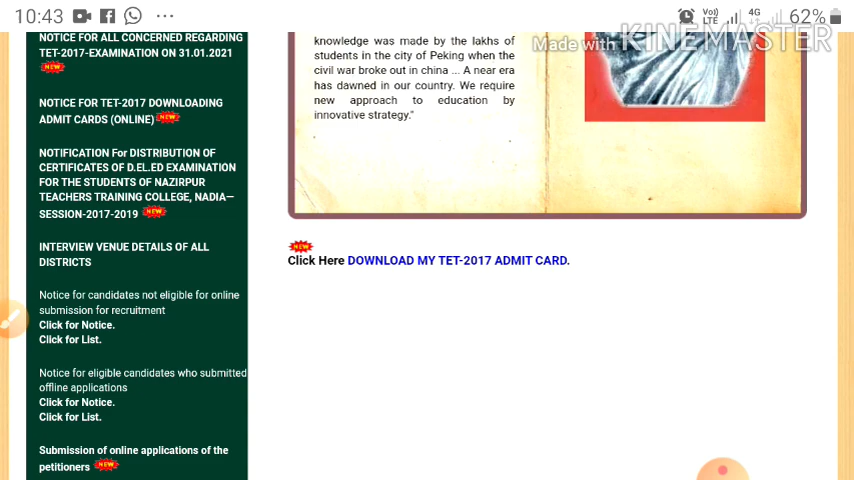 10:43 ... Vo)) LTE 4G 62%
Made with KINEMASTER
NOTICE FOR ALL CONCERNED REGARDING
TET-2017-EXAMINATION ON 31.01.2021
NEW
NOTICE FOR TET-2017 DOWNLOADING
ADMIT CARDS (ONLINE) NEW
NOTIFICATION For DISTRIBUTION OF
CERTIFICATES OF D.EL.ED EXAMINATION
FOR THE STUDENTS OF NAZIRPUR
TEACHERS TRAINING COLLEGE, NADIA—
SESSION-2017-2019 NEW
INTERVIEW VENUE DETAILS OF ALL
DISTRICTS
Notice for candidates not eligible for online
submission for recruitment
Click for Notice.
Click for List.
Notice for eligible candidates who submitted
offline applications
Click for Notice.
Click for List.
Submission of online applications of the
petitioners NEW
knowledge was made by the lakhs of
students in the city of Peking when the
civil war broke out in china ... A near era
has dawned in our country. We require
new approach to education by
innovative strategy."
NEW
Click Here DOWNLOAD MY TET-2017 ADMIT CARD.